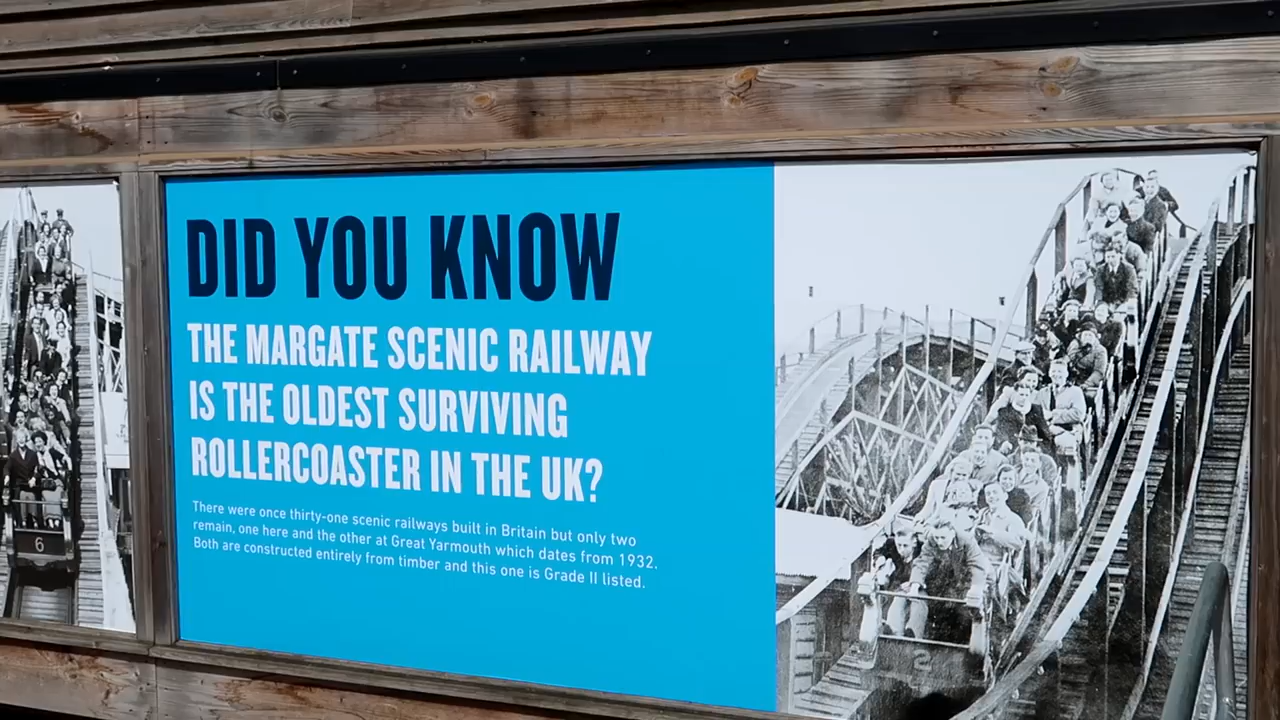 DID YOU KNOW
THE MARGATE SCENIC RAILWAY
IS THE OLDEST SURVIVING
ROLLERCOASTER IN THE UK?
There were once thirty-one scenic railways built in Britain but only two
remain, one here and the other at Great Yarmouth which dates from 1932.
Both are constructed entirely from timber and this one is Grade II listed.
6
2